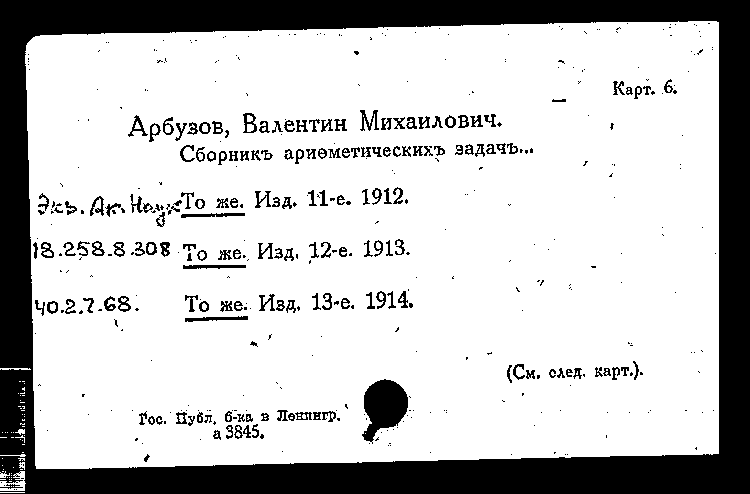 Карт. 6.
Арбузов, Валентин Михаилович.
Сборникъ ариѳметическихъ задачъ...
Экз. Ак. Наук То же. Изд. 11-е. 1912.
18.258.8.308 То же. Изд. 12-е. 1913.
40.2.7.68. То же. Изд. 13-е. 1914.
(См. след. карт.).
Гос. Публ. б-ка в Ленингр.
а 3845.